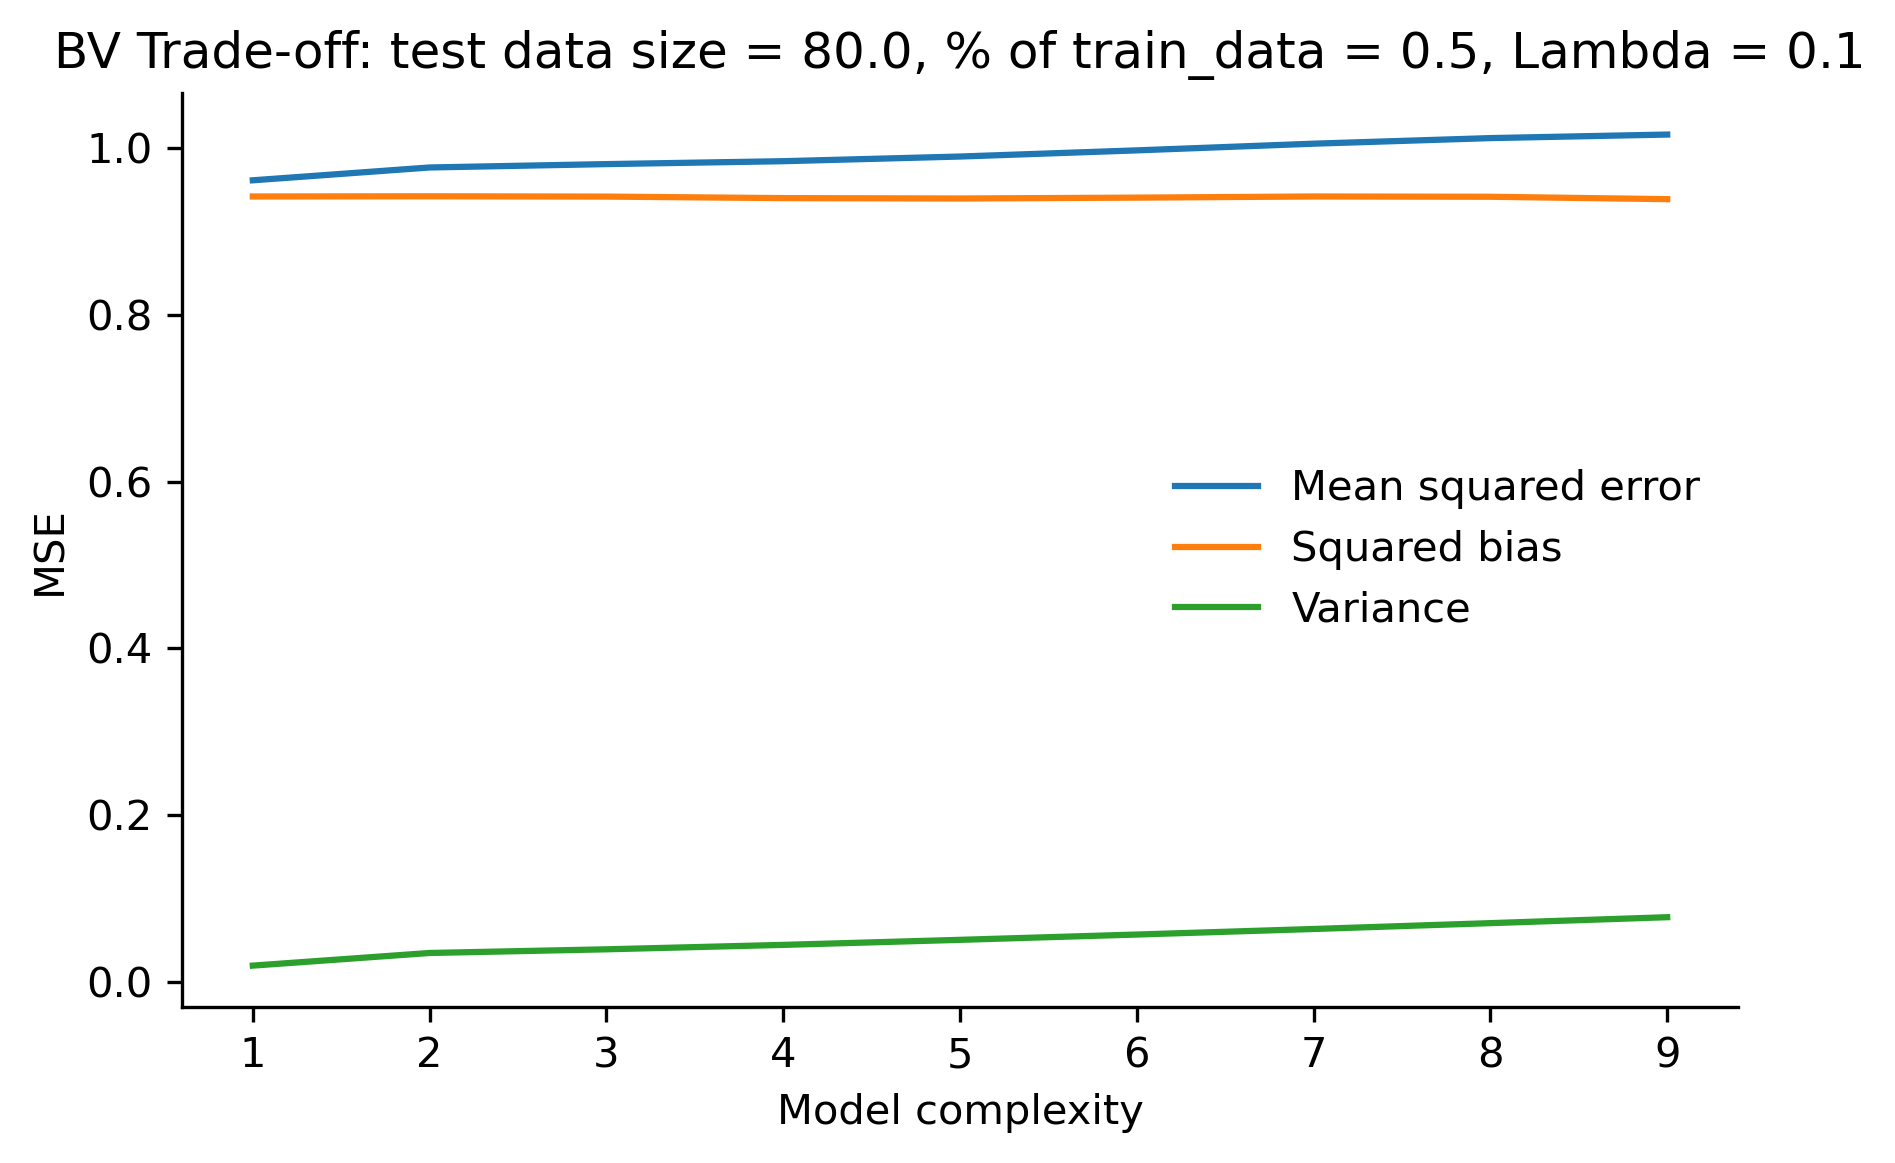 BV Trade-off: test data size = 80.0, % of train_data = 0.5, Lambda = 0.1
1.0
0.8
0.6
0.4
0.2
0.0
MSE
Mean squared error
Squared bias
Variance
1 2 3 4 5 6 7 8 9
Model complexity